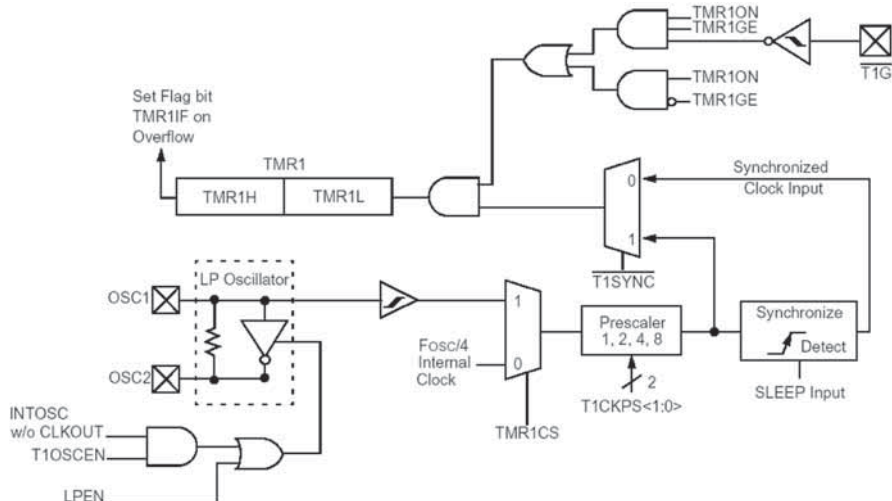 TMR1ON
TMR1GE
T1G
TMR1ON
TMR1GE
Set Flag bit
TMR1IF on
Overflow
TMR1
TMR1H
TMR1L
0
Synchronized
Clock Input
1
T1SYNC
LP Oscillator
OSC1
OSC2
1
0
FOSC/4
Internal
Clock
TMR1CS
Prescaler
1, 2, 4, 8
2
T1CKPS<1:0>
Synchronize
Detect
SLEEP Input
INTOSC
w/o CLKOUT
T1OSCEN
LPEN